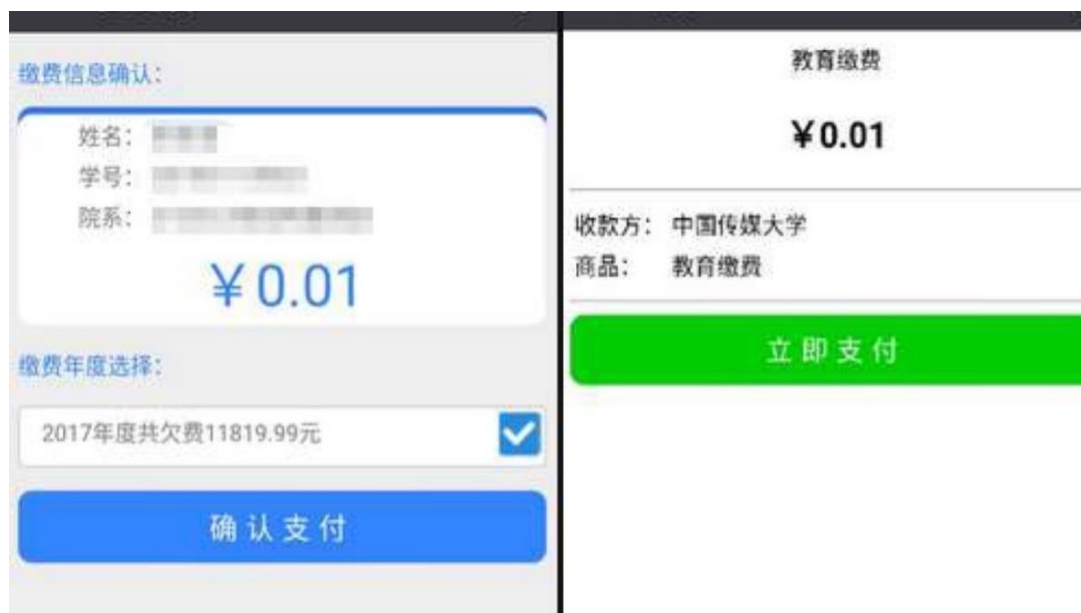 缴费信息确认：
姓名：
学号：
院系：
￥0.01
缴费年度选择：
2017年度共欠费11819.99元
确认支付
教育缴费
￥0.01
收款方： 中国传媒大学
商品： 教育缴费
立即支付